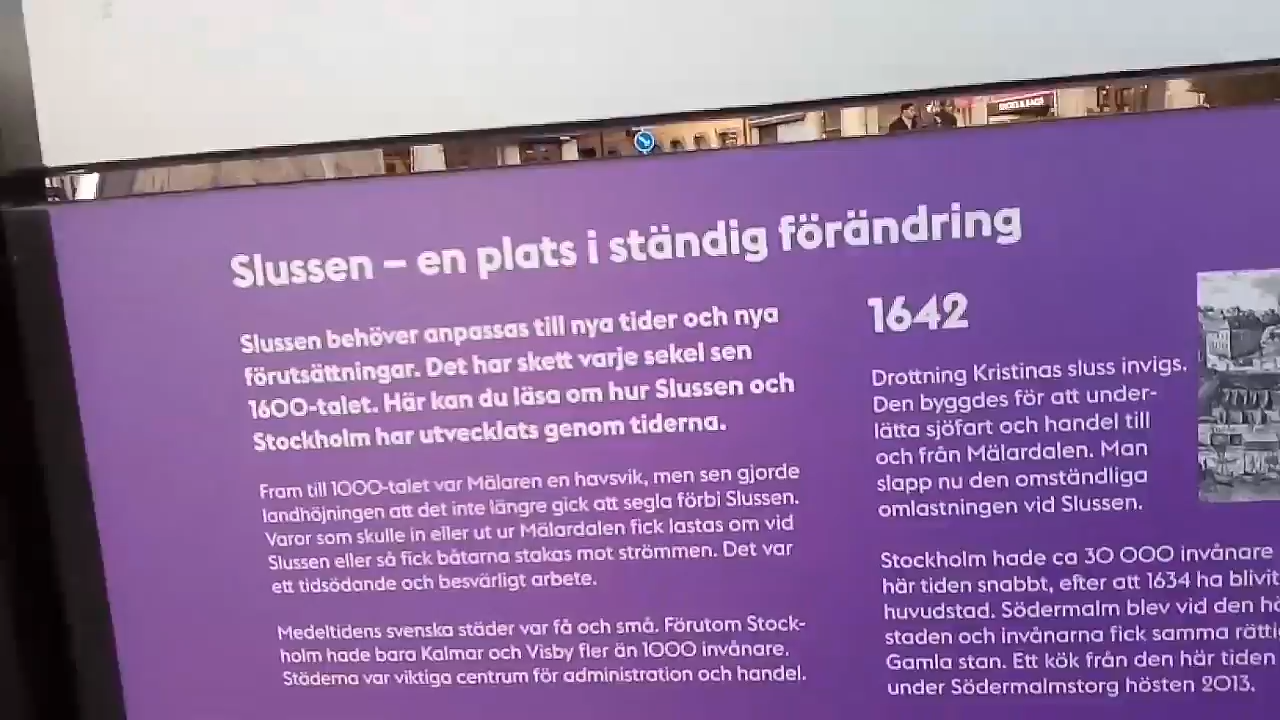 Slussen – en plats i ständig förändring
Slussen behöver anpassas till nya tider och nya
förutsättningar. Det har skett varje sekel sen
1600-talet. Här kan du läsa om hur Slussen och
Stockholm har utvecklats genom tiderna.
Fram till 1000-talet var Mälaren en havsvik, men sen gjorde
landhöjningen att det inte längre gick att segla förbi Slussen.
Varor som skulle in eller ut ur Mälardalen fick lastas om vid
Slussen eller så fick båtarna stakas mot strömmen. Det var
ett tidsödande och besvärligt arbete.
Medeltidens svenska städer var få och små. Förutom Stock-
holm hade bara Kalmar och Visby fler än 1000 invånare.
Städerna var viktiga centrum för administration och handel.
1642
Drottning Kristinas sluss invigs.
Den byggdes för att under-
lätta sjöfart och handel till
och från Mälardalen. Man
slapp nu den omständliga
omlastningen vid Slussen.
Stockholm hade ca 30 000 invånare
här tiden snabbt, efter att 1634 ha blivit
huvudstad. Södermalm blev vid den
staden och invånarna fick samma
Gamla stan. Ett kök från den här tiden
under Södermalmstorg hösten 2013.